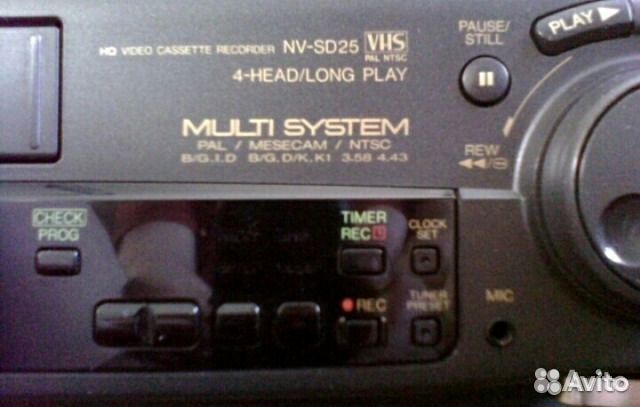 HQ VIDEO CASSETTE RECORDER NV-SD25 VHS
PAL NTSC
4-HEAD/LONG PLAY
PAUSE/
STILL
PLAY
MULTI SYSTEM
PAL / MESECAM / NTSC
B/G.I.D B/G.D/K.K1 3.58 4.43
REW
CHECK
PROG
TIMER
REC
CLOCK
SET
REC
TUNER
PRESET
MIC
Avito